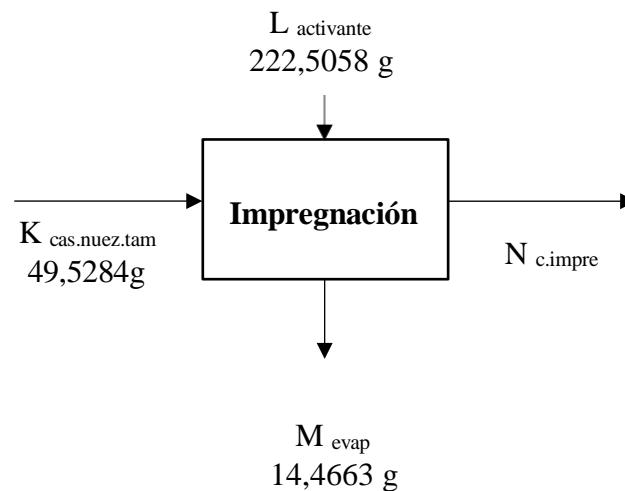 L activante
222,5058 g
Impregnación
K cas.nuez.tam
49,5284g
N c.impre
M evap
14,4663 g